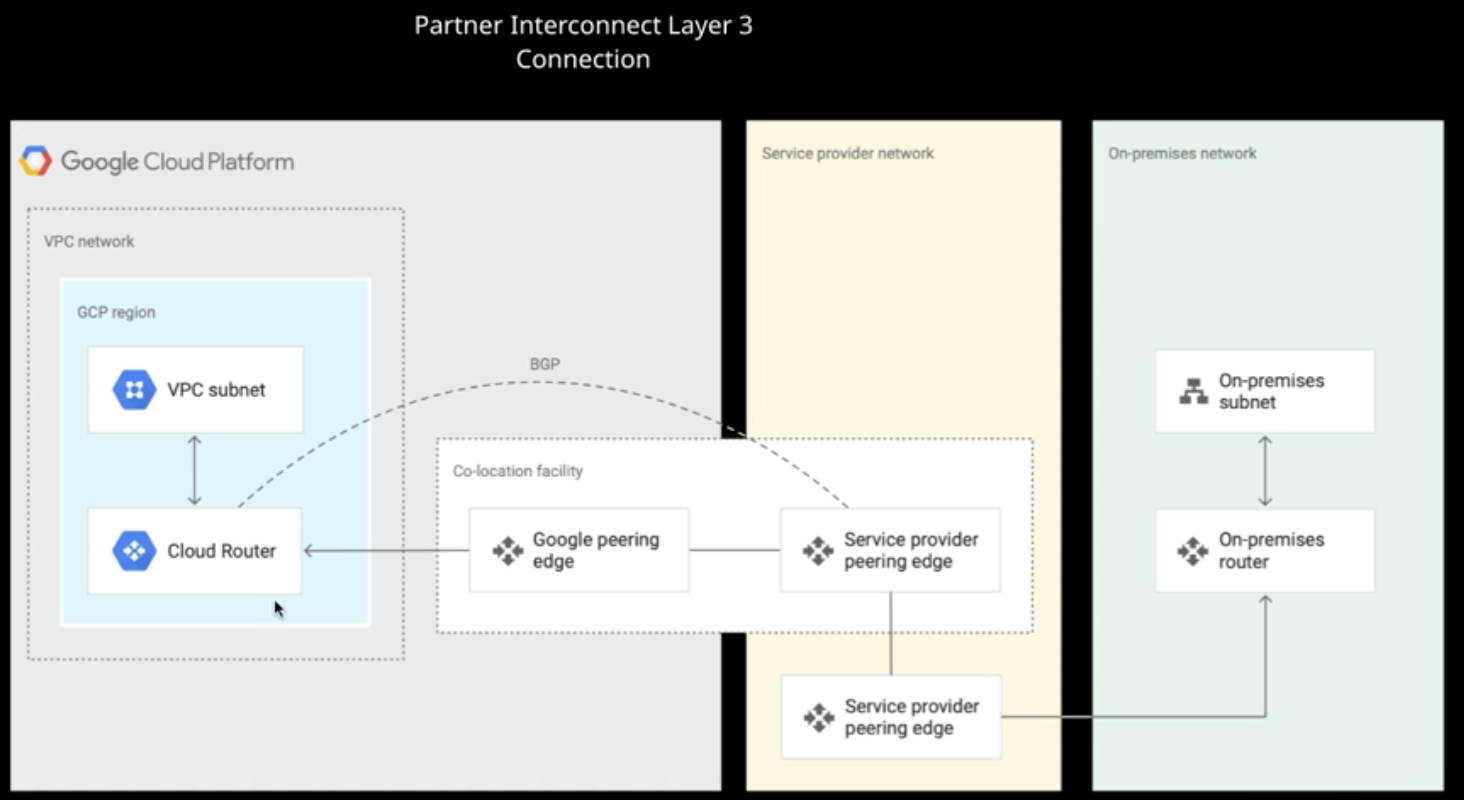 Partner Interconnect Layer 3
Connection
Google Cloud Platform
Service provider network
On-premises network
VPC network
GCP region
VPC subnet
BGP
On-premises
subnet
Co-location facility
Cloud Router
Google peering
edge
Service provider
peering edge
On-premises
router
Service provider
peering edge